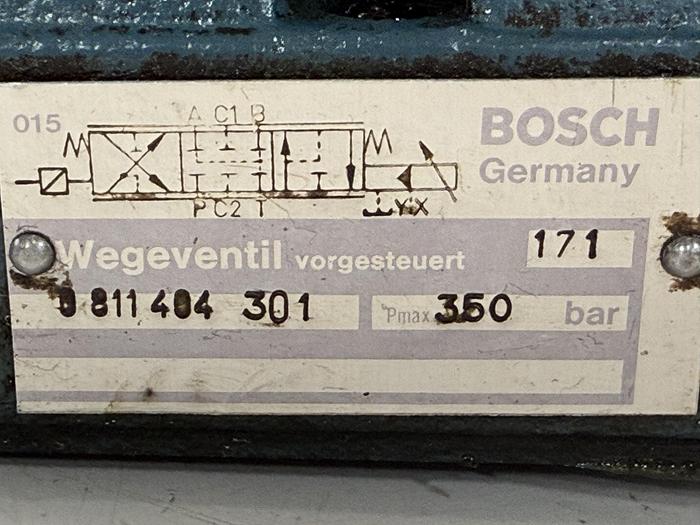 015
BOSCH
Germany
A C1 B
P C2 T
Y X
Wegeventil vorgesteuert
171
0 811 404 301
Pmax 350 bar